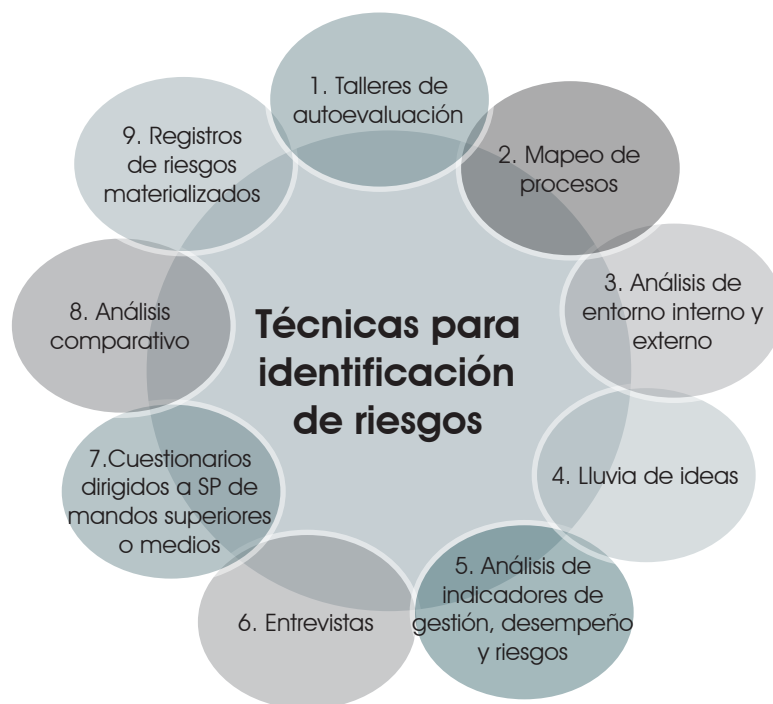 1. Talleres de
autoevaluación
2. Mapeo de
procesos
3. Análisis de
entorno interno y
externo
4. Lluvia de ideas
5. Análisis de
indicadores de
gestión, desempeño
y riesgos
6. Entrevistas
7.Cuestionarios
dirigidos a SP de
mandos superiores
o medios
8. Análisis
comparativo
9. Registros
de riesgos
materializados
Técnicas para
identificación
de riesgos